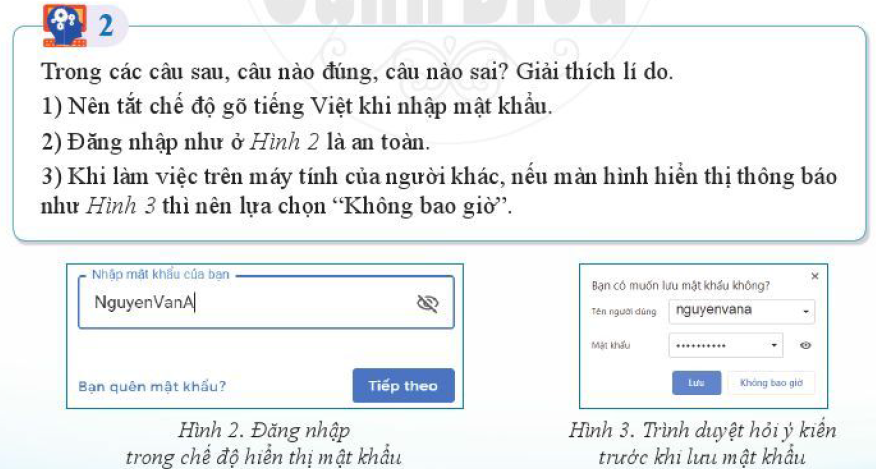 Cánh Diều
2
Trong các câu sau, câu nào đúng, câu nào sai? Giải thích lí do.
1) Nên tắt chế độ gõ tiếng Việt khi nhập mật khẩu.
2) Đăng nhập như ở Hình 2 là an toàn.
3) Khi làm việc trên máy tính của người khác, nếu màn hình hiển thị thông báo
như Hình 3 thì nên lựa chọn “Không bao giờ”.
Nhập mật khẩu của bạn
NguyenVanA
Bạn quên mật khẩu?
Tiếp theo
Hình 2. Đăng nhập
trong chế độ hiển thị mật khẩu
Bạn có muốn lưu mật khẩu không?
Tên người dùng nguyenvana
Mật khẩu ••••••••••
Lưu Không bao giờ
Hình 3. Trình duyệt hỏi ý kiến
trước khi lưu mật khẩu